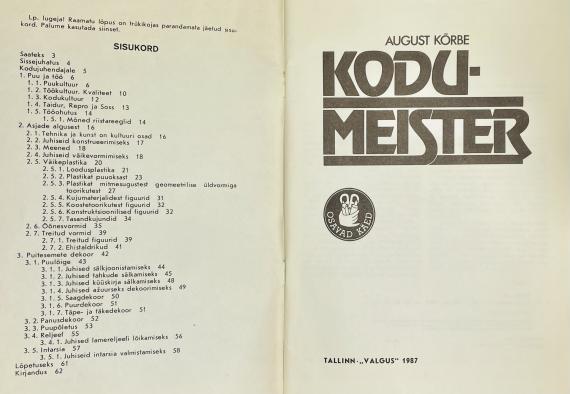 Lp. lugeja! Raamatu lõpus on trükikojas parandamata jäetud sisu-
kord. Palume kasutada siinset.
SISUKORD
Saateks 3
Sissejuhatus 4
Kodujuhendajale 5
1. Puu ja töö 6
1. 1. Puukultuur 6
1. 2. Töökultuur. Kvaliteet 10
1. 3. Kodukultuur 12
1. 4. Taidur, Repro ja Soss 13
1. 5. Tööohutus 14
1. 5. 1. Mõned riistareeglid 14
2. Asjade algusest 16
2. 1. Tehnika ja kunst on kultuuri osad 16
2. 2. Juhiseid konstrueerimiseks 17
2. 3. Meened 18
2. 4. Juhiseid väikevormimiseks 18
2. 5. Väikeplastika 20
2. 5. 1. Loodusplastika 21
2. 5. 2. Plastikat puuoksast 23
2. 5. 3. Plastikat mitmesugustest geomeetrilise üldvormiga
toorikutest 27
2. 5. 4. Kujumaterjalidest figuurid 31
2. 5. 5. Koostetoorikutest figuurid 32
2. 5. 6. Konstruktsioonilised figuurid 32
2. 5. 7. Tasandkujundid 34
2. 6. Õõnesvormid 35
2. 7. Treitud vormid 39
2. 7. 1. Treitud figuurid 39
2. 7. 2. Ehistaldrikud 41
3. Puitesemete dekoor 42
3. 1. Puulõige 43
3. 1. 1. Juhised sälkjoonistamiseks 44
3. 1. 2. Juhised tahkude sälkamiseks 45
3. 1. 3. Juhised küüskirja sälkamiseks 48
3. 1. 4. Juhised ažuurseks dekoorimiseks 49
3. 1. 5. Saagdekoor 50
3. 1. 6. Puurdekoor 51
3. 1. 7. Täpe- ja täkedekoor 51
3. 2. Panusdekoor 52
3. 3. Puupõletus 53
3. 4. Reljeef 55
3. 4. 1. Juhised lamereljeefi lõikamiseks 56
3. 5. Intarsia 57
3. 5. 1. Juhiseid intarsia valmistamiseks 58
Lõpetuseks 61
Kirjandus 62
AUGUST KÕRBE
KODU-
MEISTER
OSAVAD KÄED
TALLINN · „VALGUS" 1987